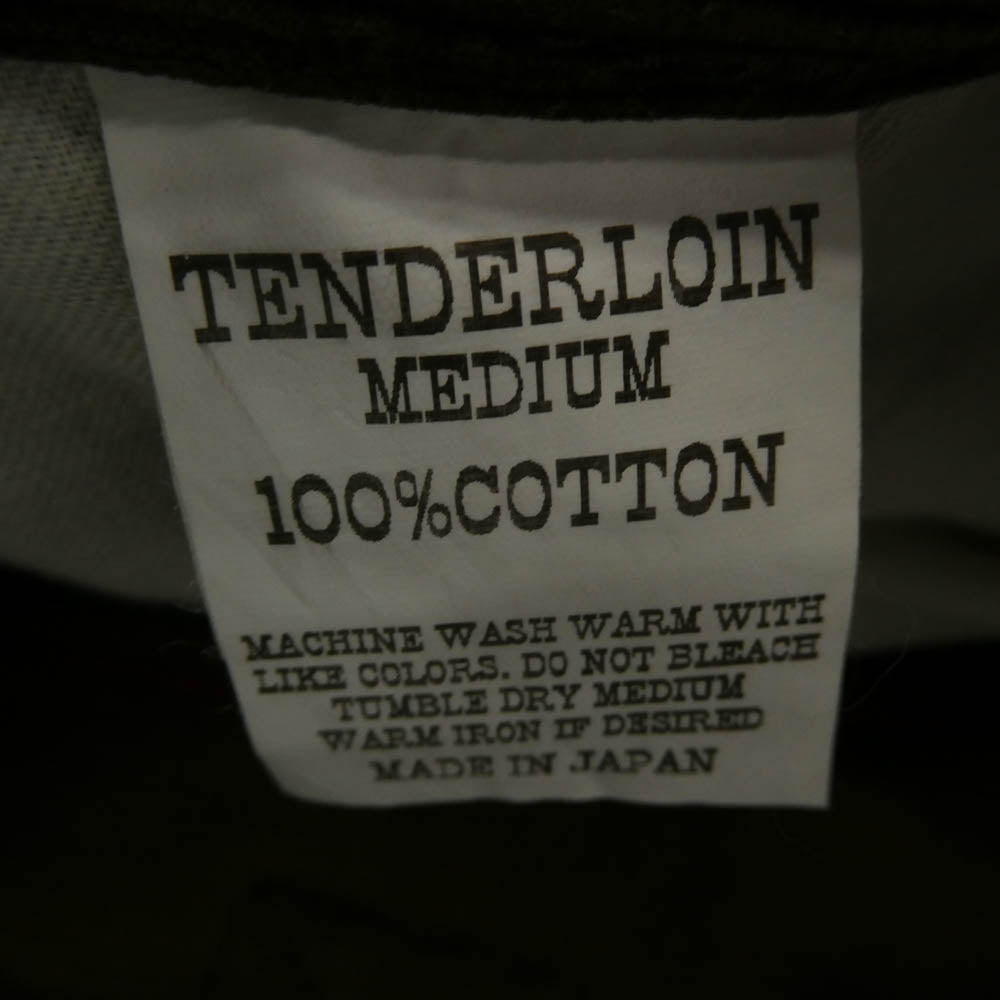 TENDERLOIN
MEDIUM
100%COTTON
MACHINE WASH WARM WITH
LIKE COLORS. DO NOT BLEACH
TUMBLE DRY MEDIUM
WARM IRON IF DESIRED
MADE IN JAPAN